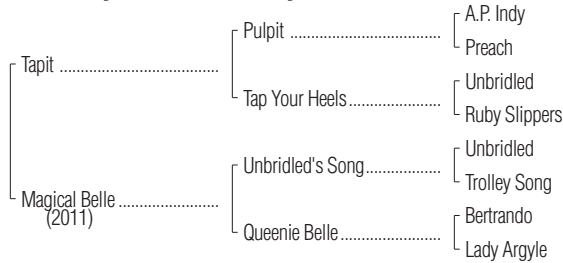 A.P. Indy
Pulpit
Preach
Tapit
Unbridled
Tap Your Heels
Ruby Slippers
Unbridled
Unbridled's Song
Trolley Song
Magical Belle
(2011)
Bertrando
Queenie Belle
Lady Argyle